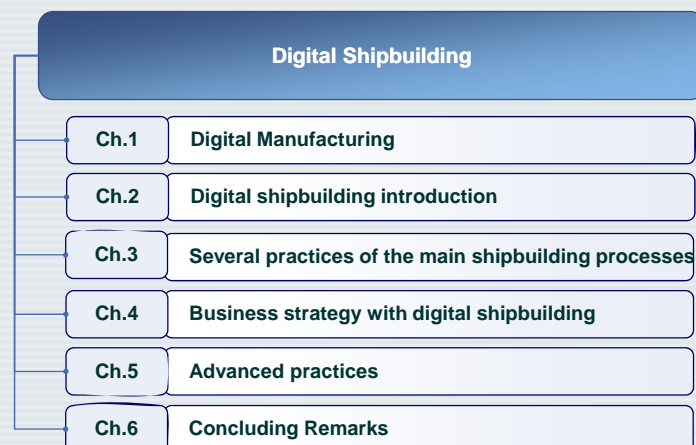 Digital Shipbuilding
Ch.1 Digital Manufacturing
Ch.2 Digital shipbuilding introduction
Ch.3 Several practices of the main shipbuilding processes
Ch.4 Business strategy with digital shipbuilding
Ch.5 Advanced practices
Ch.6 Concluding Remarks